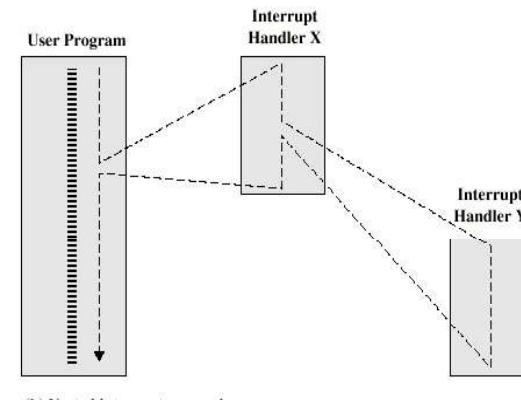 Interrupt
Handler X
User Program
Interrupt
Handler Y